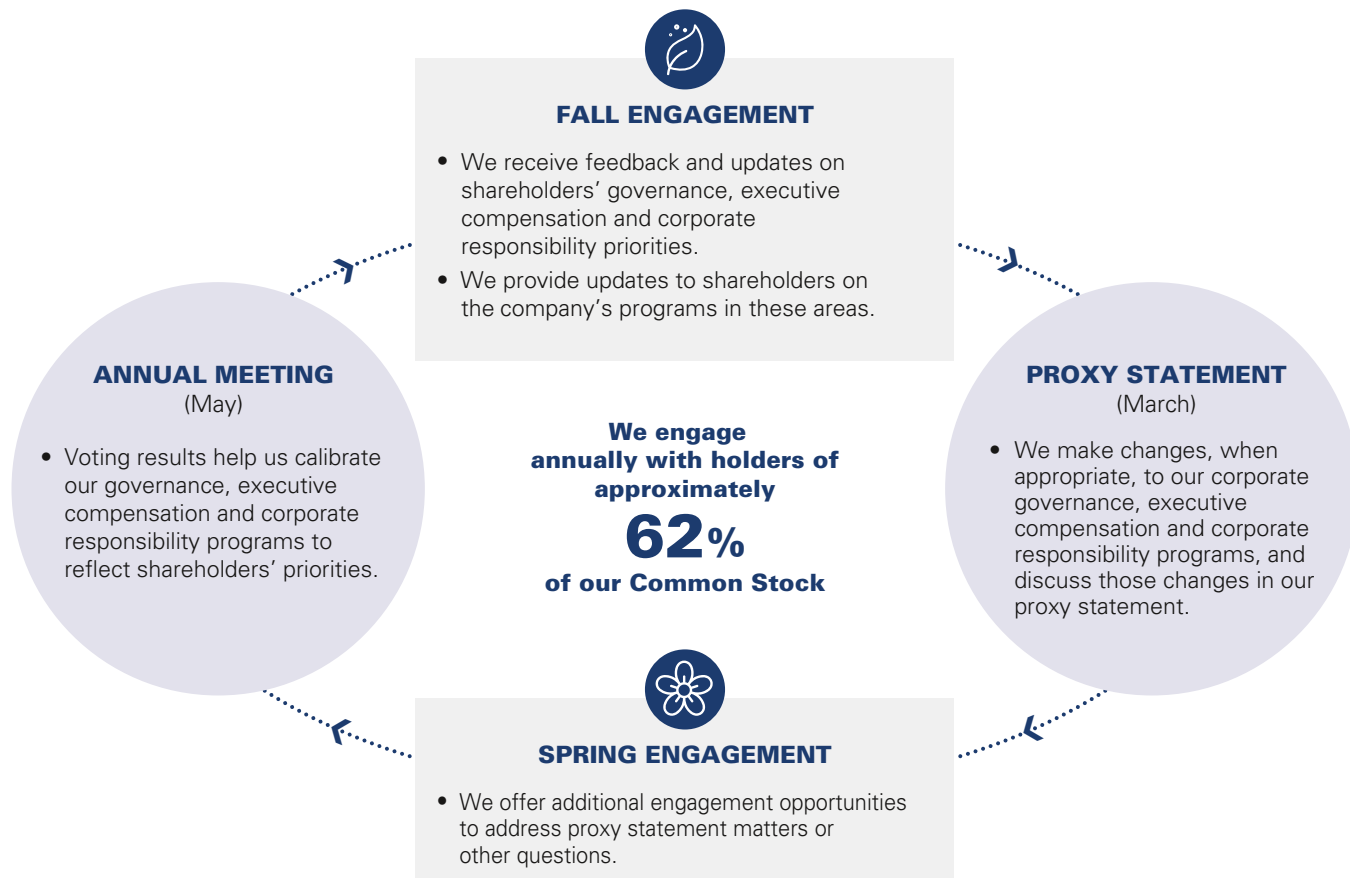 FALL ENGAGEMENT
• We receive feedback and updates on
shareholders’ governance, executive
compensation and corporate
responsibility priorities.
• We provide updates to shareholders on
the company’s programs in these areas.
ANNUAL MEETING
(May)
• Voting results help us calibrate
our governance, executive
compensation and corporate
responsibility programs to
reflect shareholders’ priorities.
We engage
annually with holders of
approximately
62%
of our Common Stock
PROXY STATEMENT
(March)
• We make changes, when
appropriate, to our corporate
governance, executive
compensation and corporate
responsibility programs, and
discuss those changes in our
proxy statement.
SPRING ENGAGEMENT
• We offer additional engagement opportunities
to address proxy statement matters or
other questions.